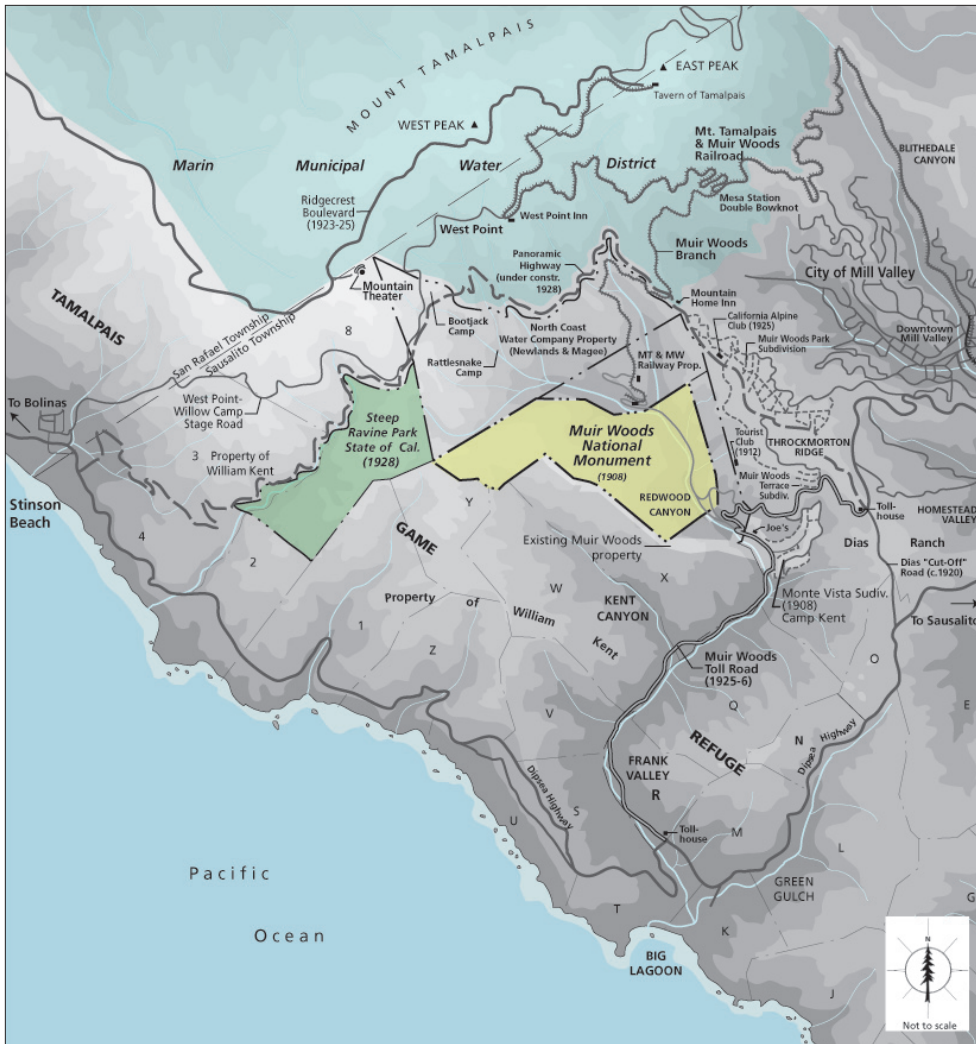 MOUNT TAMALPAIS
EAST PEAK
Tavern of Tamalpais
WEST PEAK
Marin Municipal Water District
Mt. Tamalpais
& Muir Woods
Railroad
BLITHEDALE
CANYON
Ridgecrest
Boulevard
(1923-25)
Mesa Station
Double Bowknot
West Point Inn
West Point
Muir Woods
Branch
Panoramic
Highway
(under constr.
1928)
City of Mill Valley
Mountain
Theater
Mountain
Home Inn
TAMALPAIS
San Rafael Township
Sausalito Township
8
Bootjack
Camp
North Coast
Water Company Property
(Newlands & Magee)
California Alpine
Club (1925)
Muir Woods Park
Subdivision
Downtown
Mill Valley
Rattlesnake
Camp
MT & MW
Railway Prop.
To Bolinas
West Point-
Willow Camp
Stage Road
Steep
Ravine Park
State of Cal.
(1928)
Muir Woods
National
Monument
(1908)
Tourist
Club
(1912)
THROCKMORTON
RIDGE
3
Property of
William Kent
Muir Woods
Terrace
Subdiv.
Stinson
Beach
REDWOOD
CANYON
Y
Toll-
house
HOMESTEAD
VALLEY
4
GAME
Existing Muir Woods
property
Joe's
Dias Ranch
2
Dias "Cut-Off"
Road (c.1920)
W
X
Property of William Kent
KENT
CANYON
Monte Vista Sudiv.
(1908)
Camp Kent
To Sausalito
1
Z
Muir Woods
Toll Road
(1925-6)
O
V
Q
E
REFUGE
N
Dipsea Highway
FRANK
VALLEY
R
Dipsea Highway
S
U
Toll-
house
M
L
Pacific
Ocean
GREEN
GULCH
G
T
K
BIG
LAGOON
J
N
Not to scale